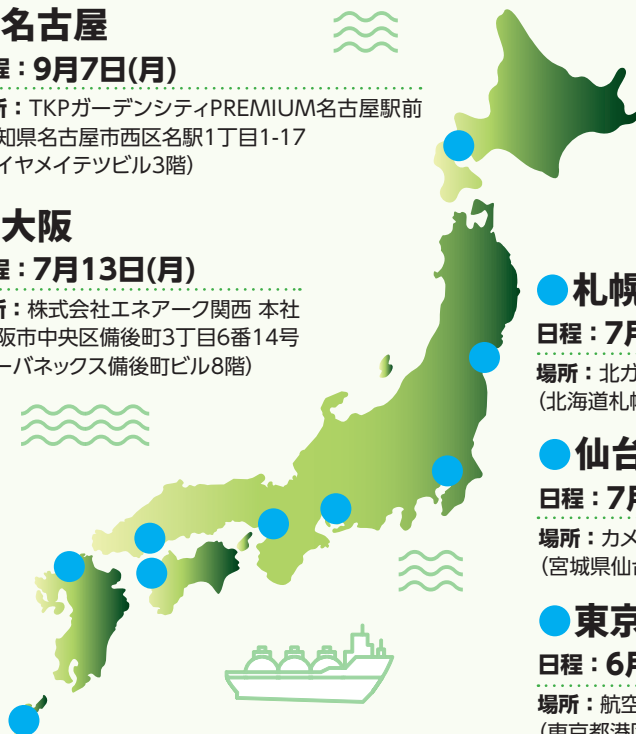 名古屋
程：9月7日(月)
所：TKPガーデンシティPREMIUM名古屋駅前
知県名古屋市西区名駅1丁目1-17
イヤメイテツビル3階）
大阪
程：7月13日(月)
所：株式会社エネアーク関西 本社
阪市中央区備後町3丁目6番14号
ーバネックス備後町ビル8階）
札幌
日程：7月
場所：北ガ
（北海道札幌
仙台
日程：7月
場所：カメ
（宮城県仙台
東京
日程：6月
場所：航空
（東京都港区